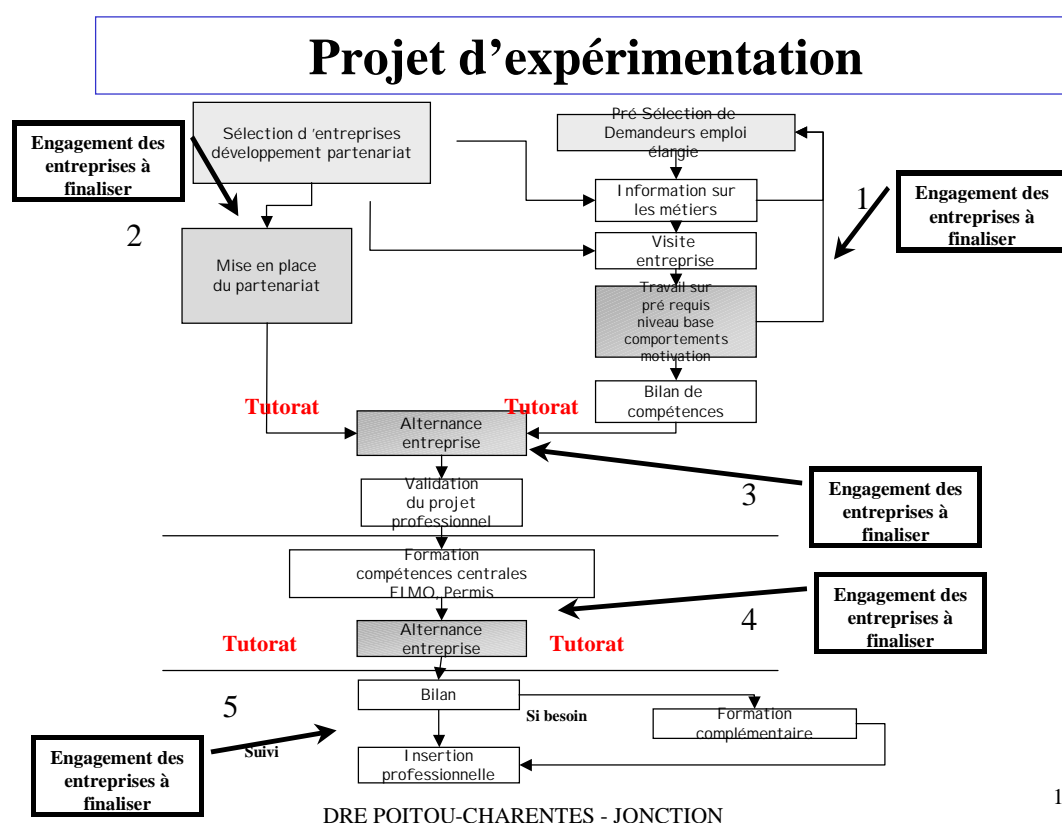 Projet d’expérimentation
Engagement des
entreprises à
finaliser
Sélection d ’entreprises
développement partenariat
Pré Sélection de
Demandeurs emploi
élargie
1
Engagement des
entreprises à
finaliser
Information sur
les métiers
2
Mise en place
du partenariat
Visite
entreprise
Travail sur
pré requis
niveau base
comportements
motivation
Bilan de
compétences
Tutorat
Tutorat
Alternance
entreprise
3
Engagement des
entreprises à
finaliser
Validation
du projet
professionnel
Formation
compétences centrales
FIMO, Permis
4
Engagement des
entreprises à
finaliser
Tutorat
Alternance
entreprise
Tutorat
Bilan
5
Si besoin
Formation
complémentaire
Engagement des
entreprises à
finaliser
Suivi
Insertion
professionnelle
DRE POITOU-CHARENTES - JONCTION
1